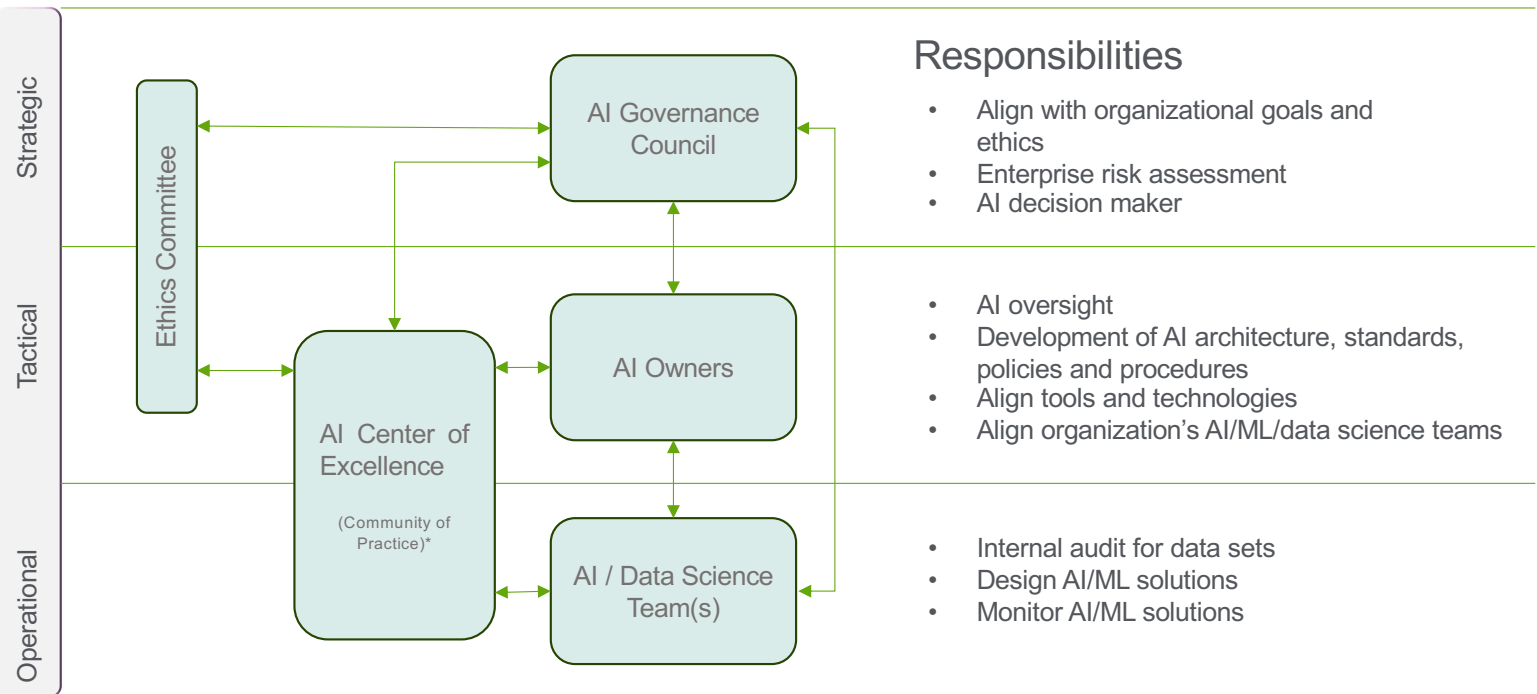 Strategic
Tactical
Operational
Ethics Committee
AI Governance
Council
AI Owners
AI Center of
Excellence
(Community of
Practice)*
AI / Data Science
Team(s)
Responsibilities
• Align with organizational goals and
ethics
• Enterprise risk assessment
• AI decision maker
• AI oversight
• Development of AI architecture, standards,
policies and procedures
• Align tools and technologies
• Align organization’s AI/ML/data science teams
• Internal audit for data sets
• Design AI/ML solutions
• Monitor AI/ML solutions